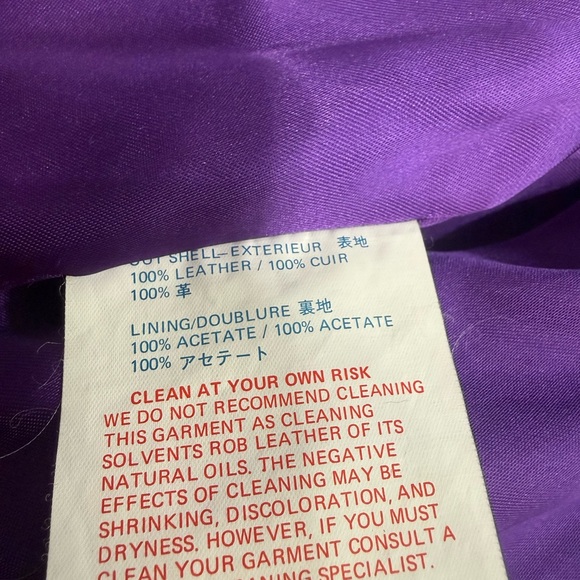 OUT SHELL-EXTERIEUR 表地
100% LEATHER / 100% CUIR
100% 革
LINING/DOUBLURE 裏地
100% ACETATE / 100% ACETATE
100% アセテート
CLEAN AT YOUR OWN RISK
WE DO NOT RECOMMEND CLEANING
THIS GARMENT AS CLEANING
SOLVENTS ROB LEATHER OF ITS
NATURAL OILS. THE NEGATIVE
EFFECTS OF CLEANING MAY BE
SHRINKING, DISCOLORATION, AND
DRYNESS. HOWEVER, IF YOU MUST
CLEAN YOUR GARMENT CONSULT A
SPECIALIST.